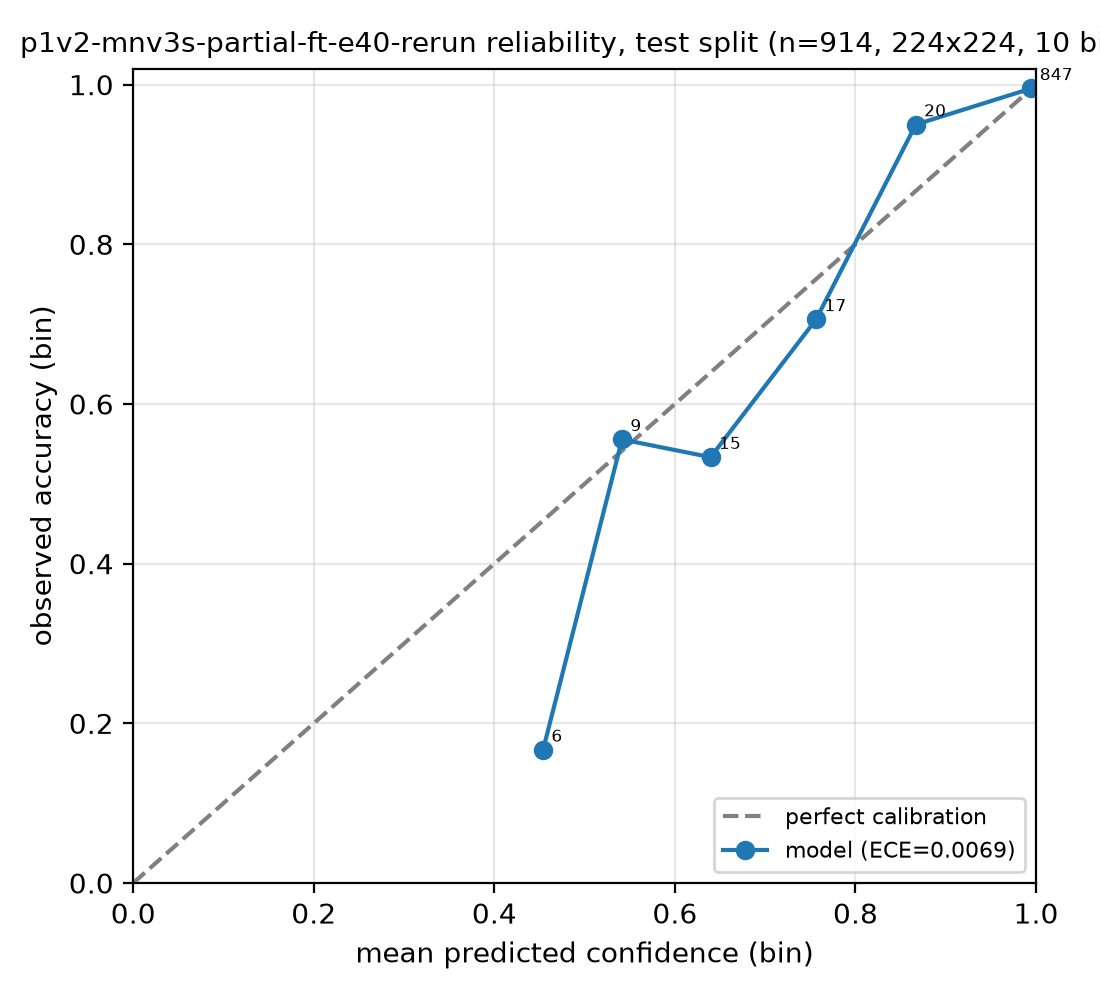 p1v2-mnv3s-partial-ft-e40-rerun reliability, test split (n=914, 224x224, 10 bi
847
1.0
20
0.8
17
0.6
9
15
0.4
0.2
6
perfect calibration
model (ECE=0.0069)
0.0
0.0 0.2 0.4 0.6 0.8 1.0
mean predicted confidence (bin)
observed accuracy (bin)